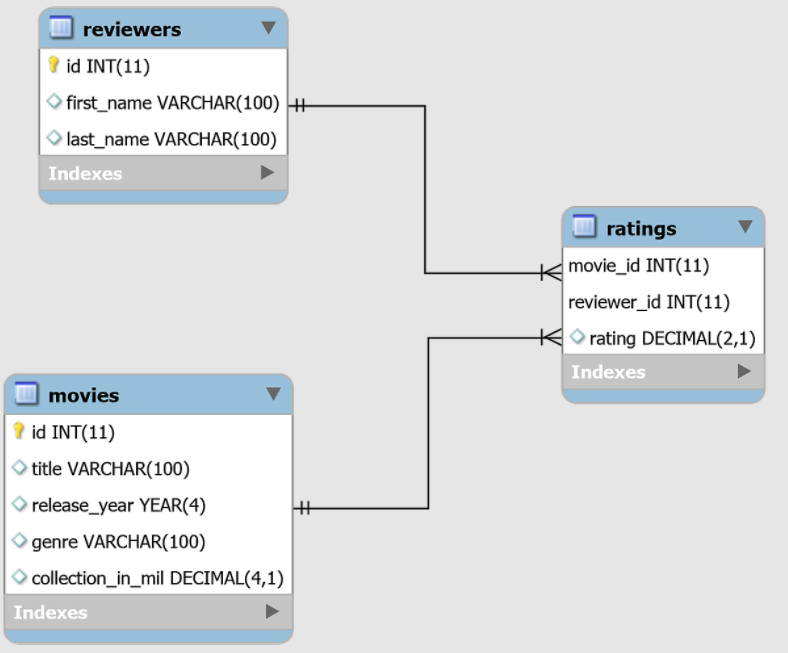 reviewers
id INT(11)
first_name VARCHAR(100)
last_name VARCHAR(100)
Indexes
ratings
movie_id INT(11)
reviewer_id INT(11)
rating DECIMAL(2,1)
Indexes
movies
id INT(11)
title VARCHAR(100)
release_year YEAR(4)
genre VARCHAR(100)
collection_in_mil DECIMAL(4,1)
Indexes